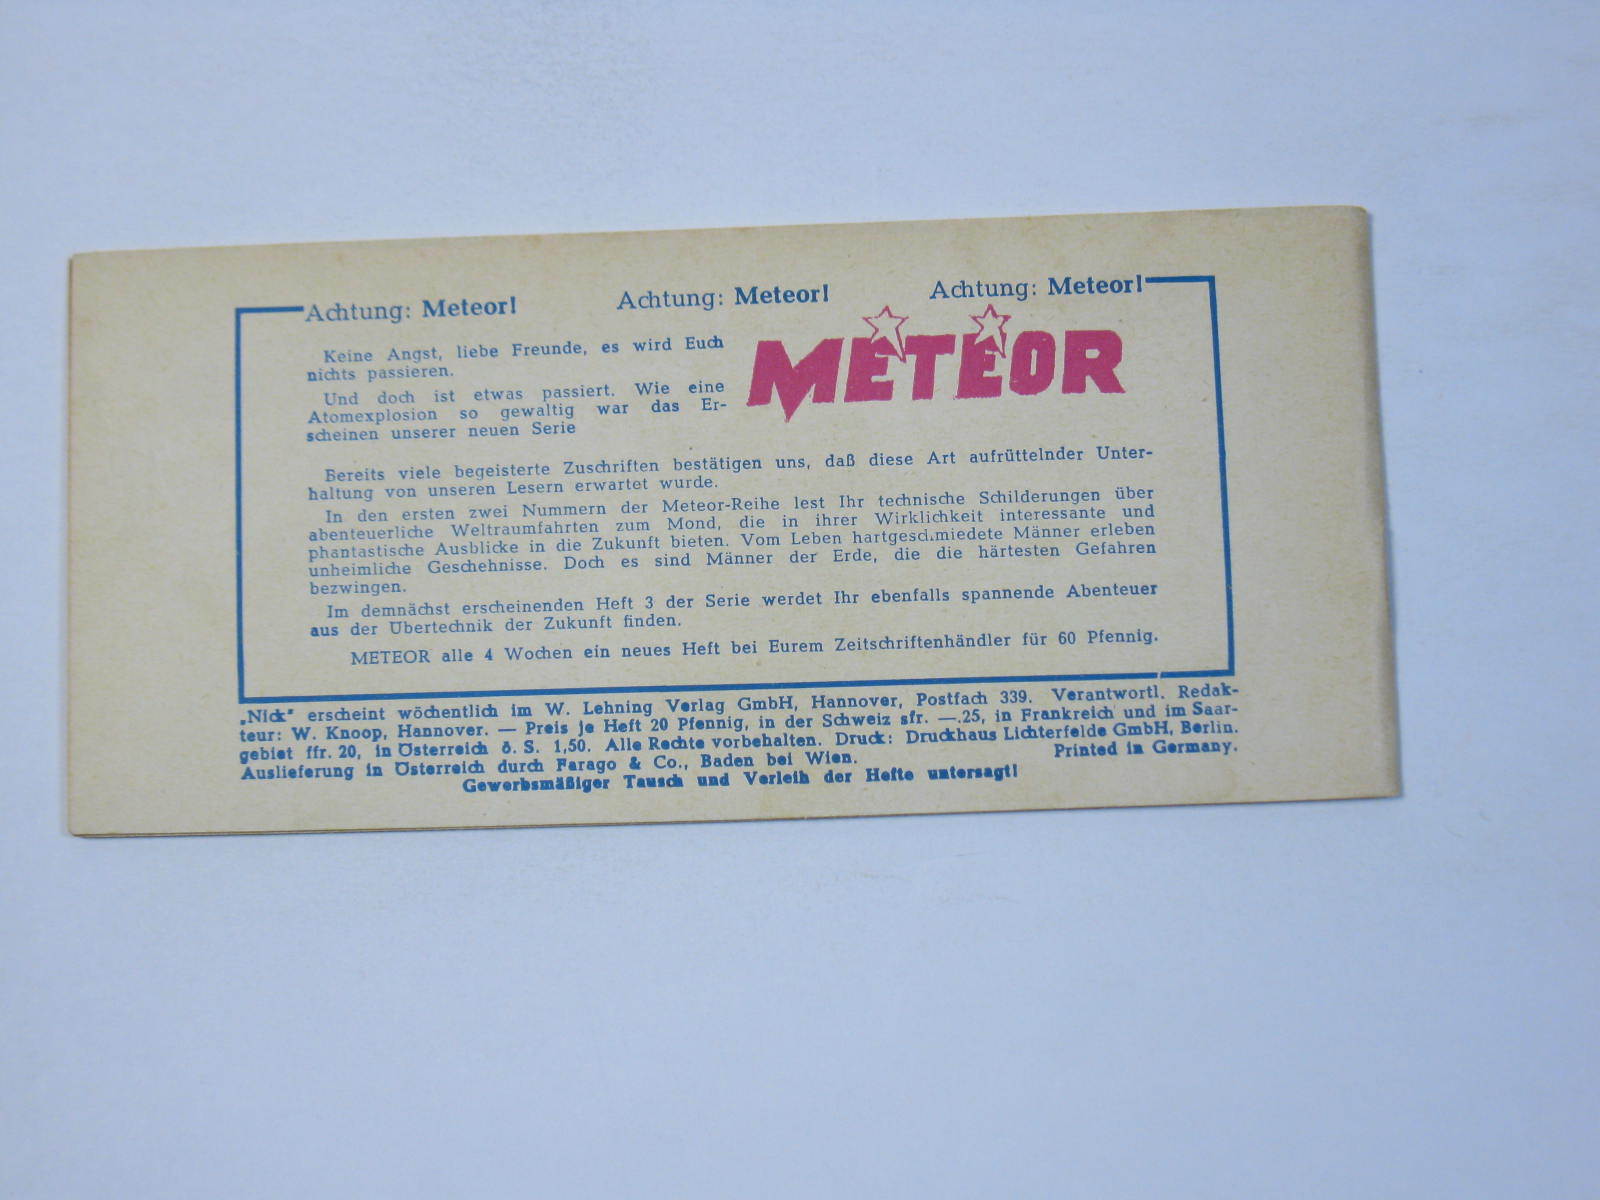 Achtung: Meteor! Achtung: Meteor! Achtung: Meteor!
Keine Angst, liebe Freunde, es wird Euch
nichts passieren.
Und doch ist etwas passiert. Wie eine
Atomexplosion so gewaltig war das Er-
scheinen unserer neuen Serie
METEOR
Bereits viele begeisterte Zuschriften bestätigen uns, daß diese Art aufrüttelnder Unter-
haltung von unseren Lesern erwartet wurde.
In den ersten zwei Nummern der Meteor-Reihe lest Ihr technische Schilderungen über
abenteuerliche Weltraumfahrten zum Mond, die in ihrer Wirklichkeit interessante und
phantastische Ausblicke in die Zukunft bieten. Vom Leben hartgeschmiedete Männer erleben
unheimliche Geschehnisse. Doch es sind Männer der Erde, die die härtesten Gefahren
bezwingen.
Im demnächst erscheinenden Heft 3 der Serie werdet Ihr ebenfalls spannende Abenteuer
aus der Übertechnik der Zukunft finden.
METEOR alle 4 Wochen ein neues Heft bei Eurem Zeitschriftenhändler für 60 Pfennig.
„Nick" erscheint wöchentlich im W. Lehning Verlag GmbH, Hannover, Postfach 339. Verantwortl. Redak-
teur: W. Knoop, Hannover. — Preis je Heft 20 Pfennig, in der Schweiz sfr. —.25, in Frankreich und im Saar-
gebiet ffr. 20, in Österreich ö. S. 1,50. Alle Rechte vorbehalten. Druck: Druckhaus Lichterfelde GmbH, Berlin.
Auslieferung in Österreich durch Farago & Co., Baden bei Wien. Printed in Germany.
Gewerbsmäßiger Tausch und Verleih der Hefte untersagt!